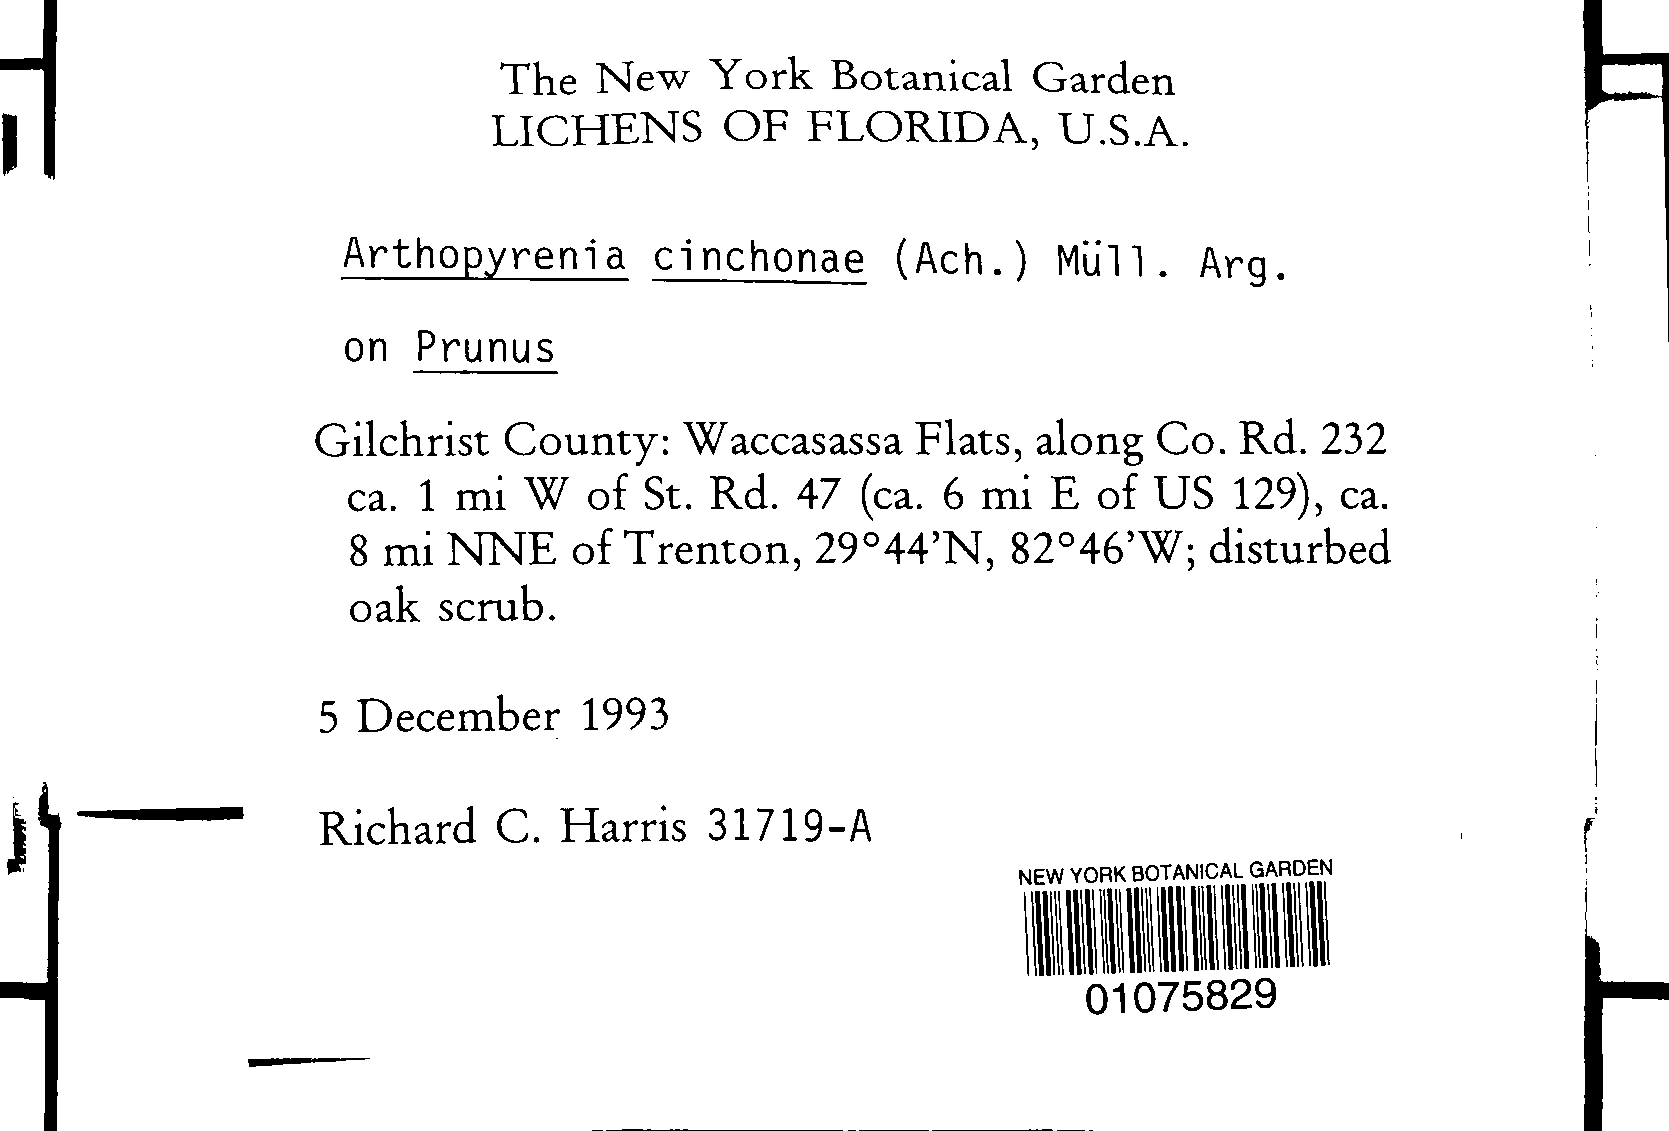 The New York Botanical Garden
LICHENS OF FLORIDA, U.S.A.
Arthopyrenia cinchonae (Ach.) Müll. Arg.
on Prunus
Gilchrist County: Waccasassa Flats, along Co. Rd. 232
ca. 1 mi W of St. Rd. 47 (ca. 6 mi E of US 129), ca.
8 mi NNE of Trenton, 29°44'N, 82°46'W; disturbed
oak scrub.
5 December 1993
Richard C. Harris 31719-A
NEW YORK BOTANICAL GARDEN
01075829